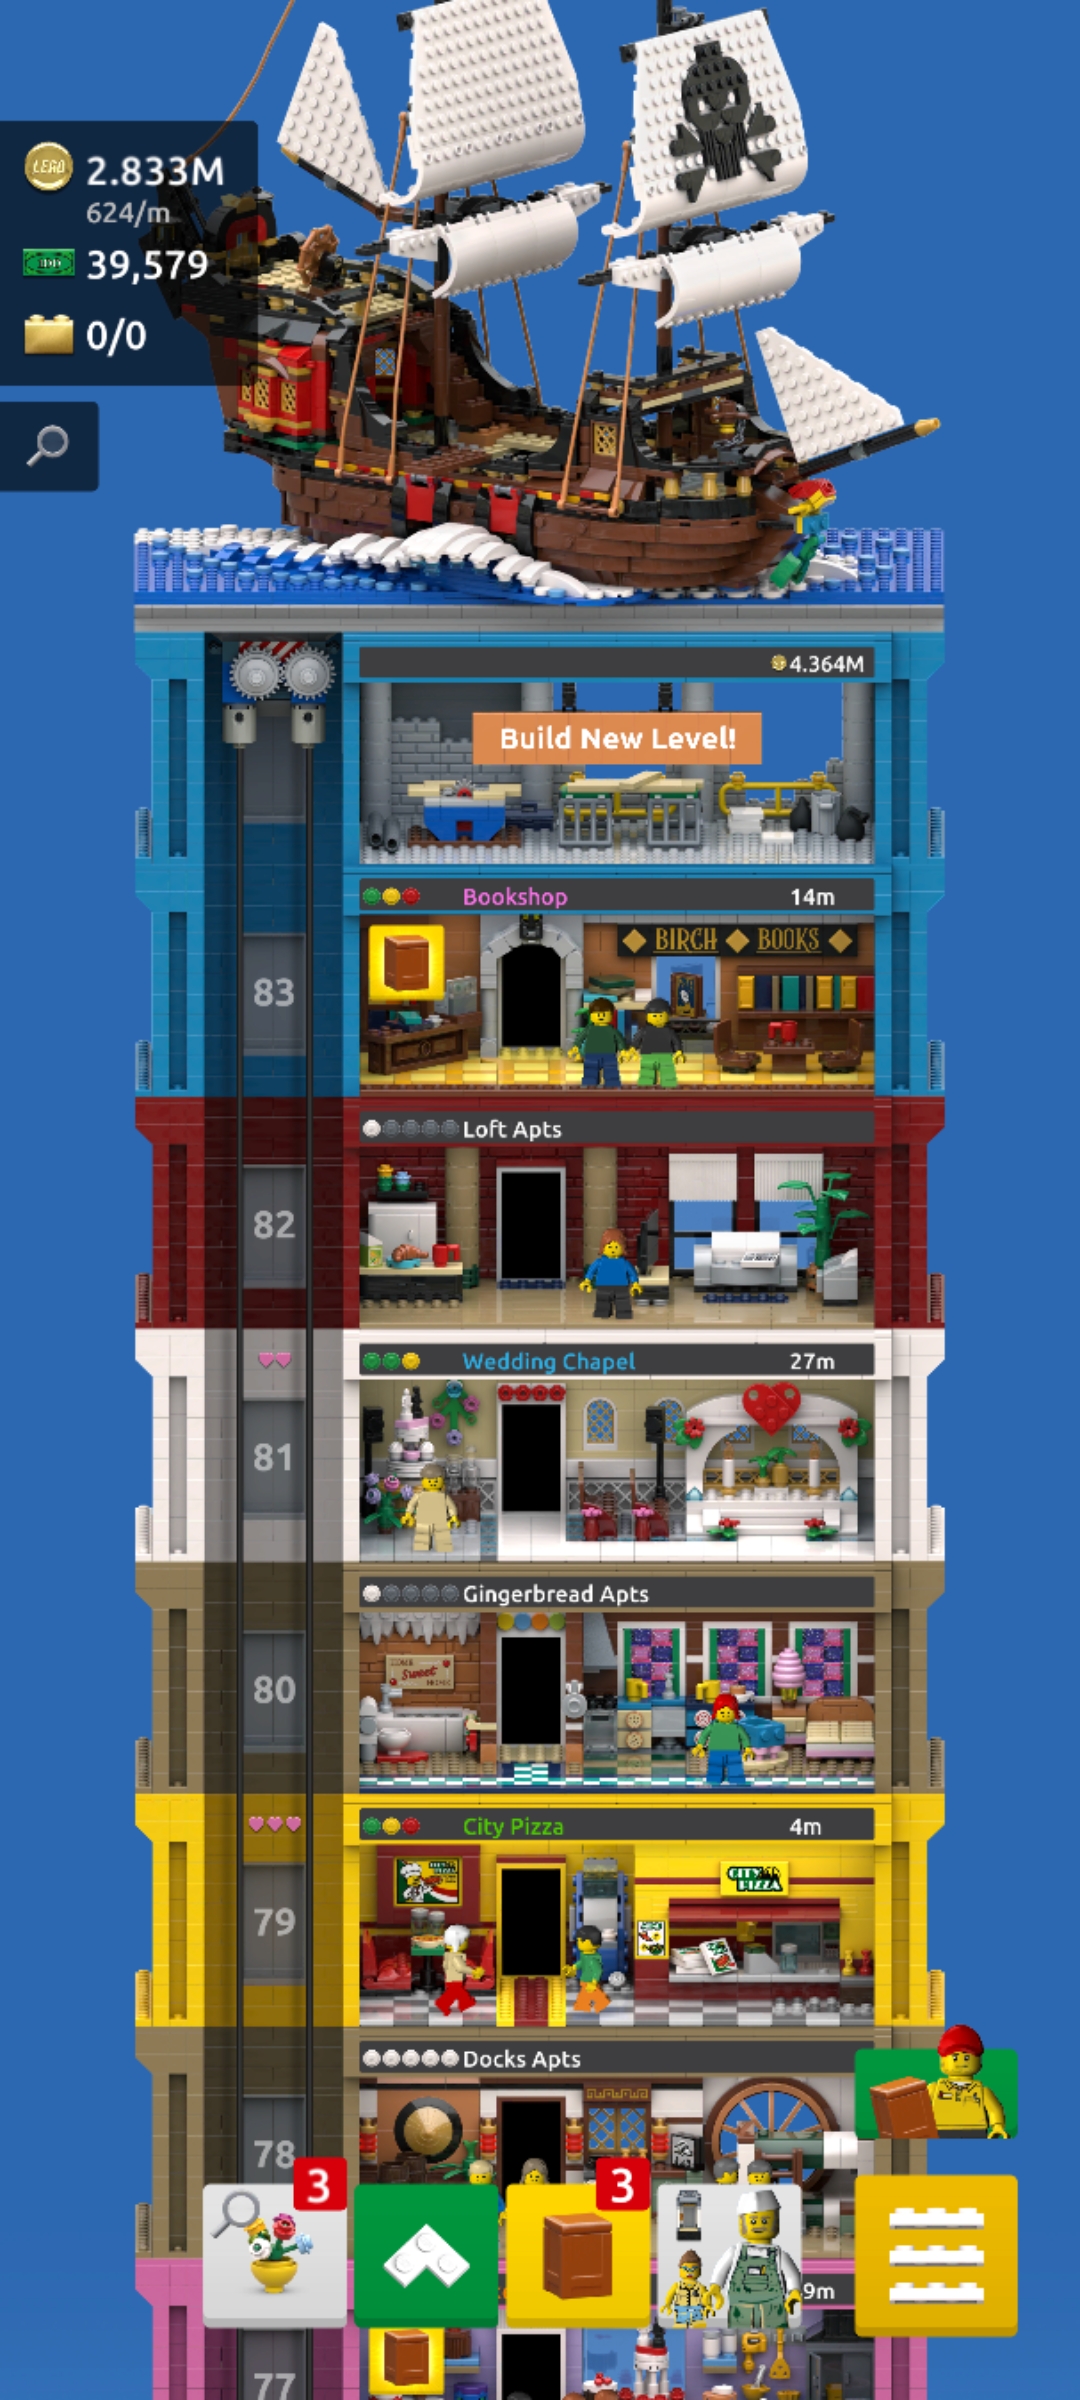 LEGO
2.833M
624/m
39,579
0/0
4.364M
Build New Level!
Bookshop
14m
BIRCH BOOKS
83
Loft Apts
82
Wedding Chapel
27m
81
Gingerbread Apts
Sweet
80
City Pizza
4m
CITY PIZZA
79
Docks Apts
78
3
3
9m
77